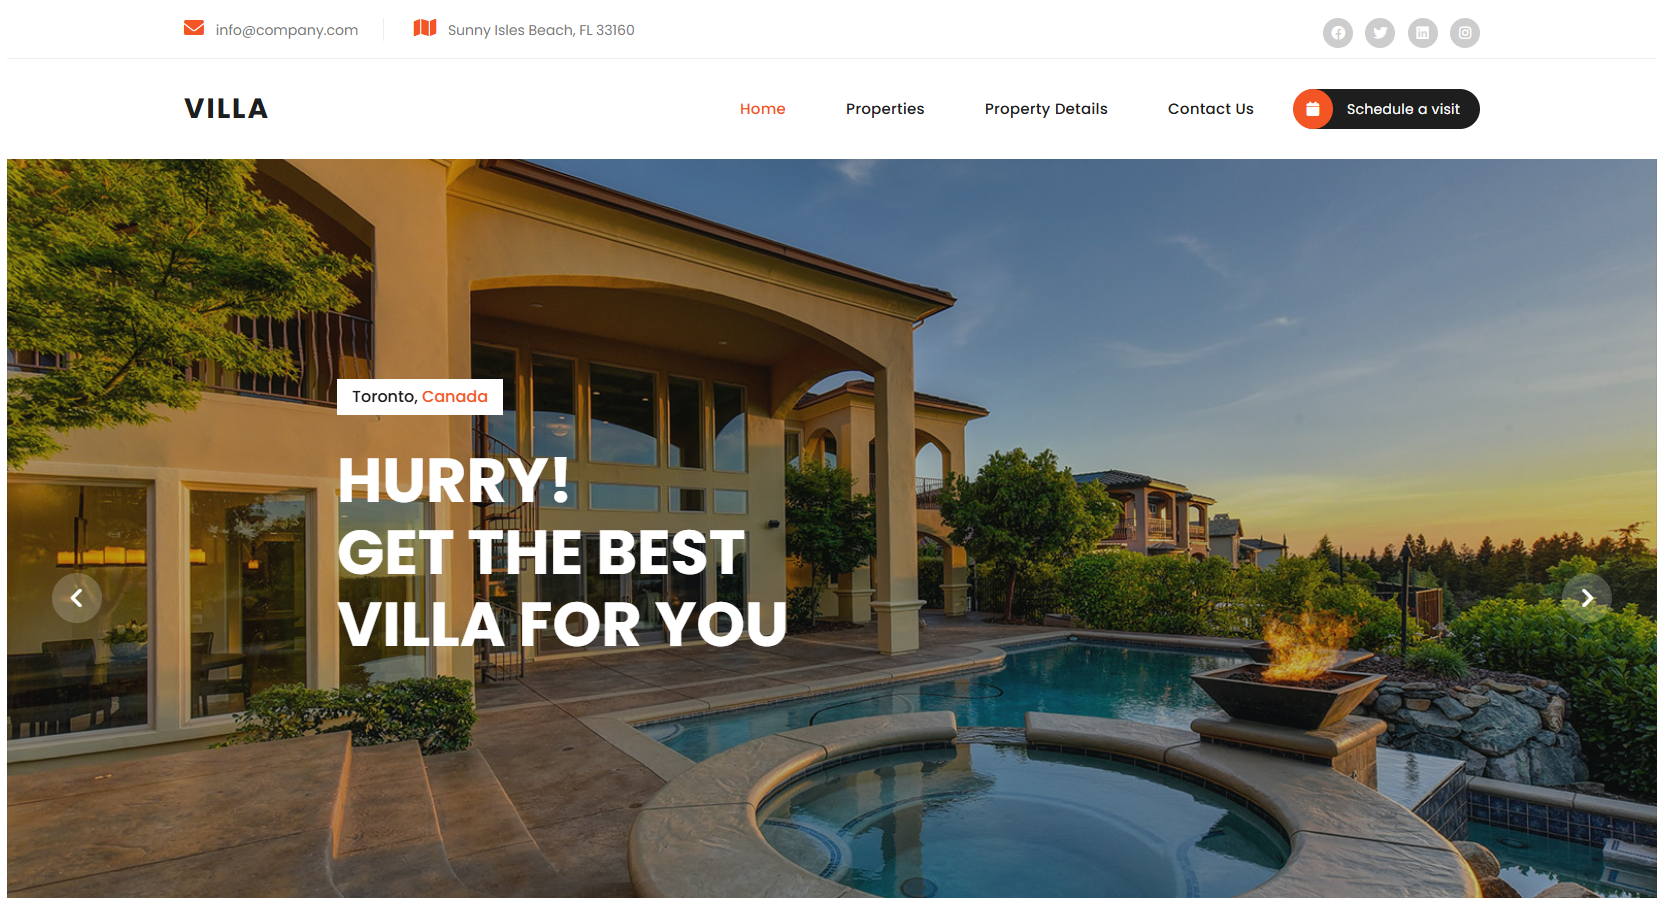 info@company.com
Sunny Isles Beach, FL 33160
VILLA
Home
Properties
Property Details
Contact Us
Schedule a visit
Toronto, Canada
HURRY!
GET THE BEST
VILLA FOR YOU